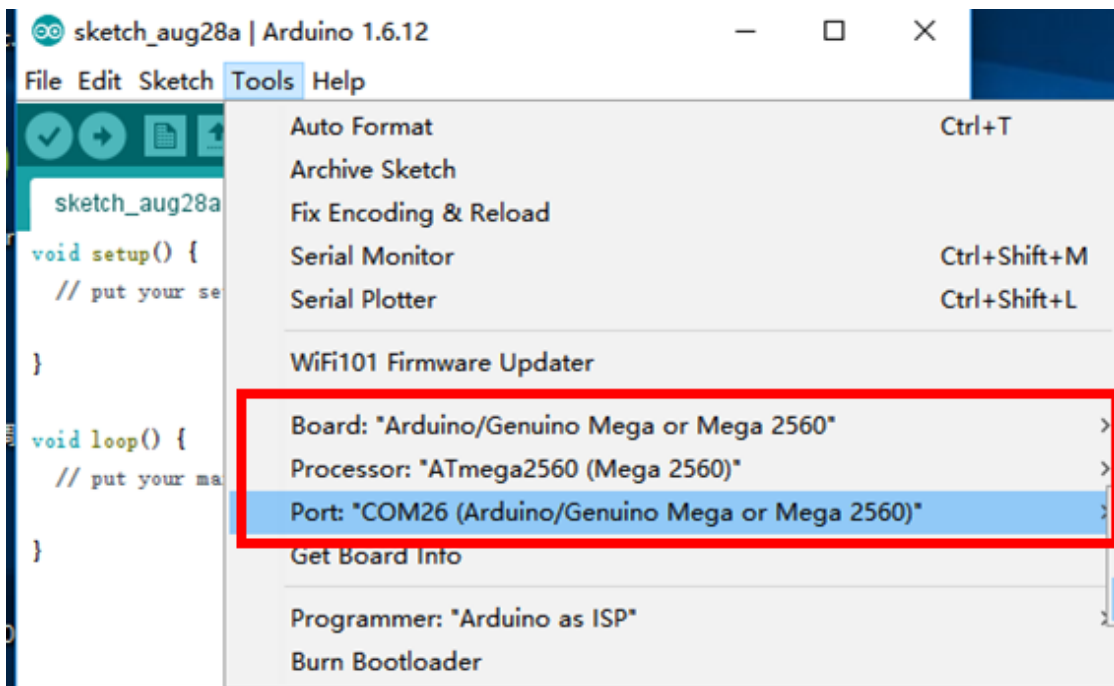 sketch_aug28a | Arduino 1.6.12
File Edit Sketch Tools Help
Auto Format Ctrl+T
Archive Sketch
sketch_aug28a
Fix Encoding & Reload
void setup() {
Serial Monitor Ctrl+Shift+M
// put your se
Serial Plotter Ctrl+Shift+L
}
WiFi101 Firmware Updater
Board: "Arduino/Genuino Mega or Mega 2560"
void loop() {
Processor: "ATmega2560 (Mega 2560)"
// put your ma
Port: "COM26 (Arduino/Genuino Mega or Mega 2560)"
}
Get Board Info
Programmer: "Arduino as ISP"
Burn Bootloader